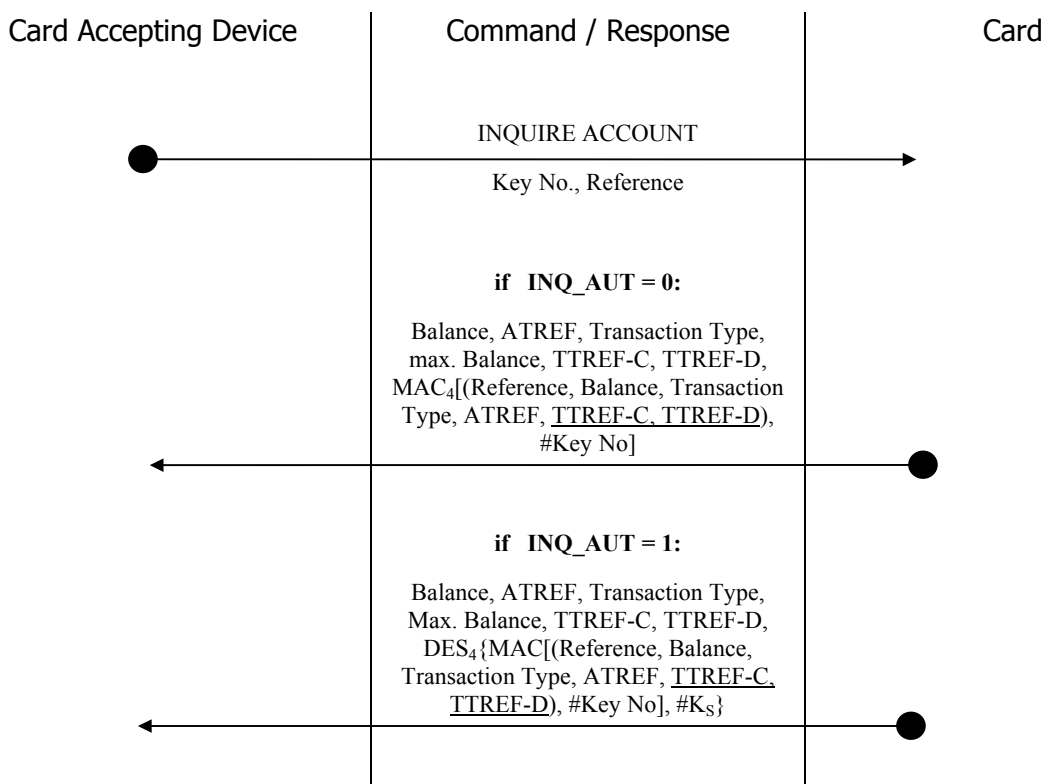 Card Accepting Device
Command / Response
Card
INQUIRE ACCOUNT
Key No., Reference
if INQ_AUT = 0:
Balance, ATREF, Transaction Type,
max. Balance, TTREF-C, TTREF-D,
MAC₄[(Reference, Balance, Transaction
Type, ATREF, TTREF-C, TTREF-D),
#Key No]
if INQ_AUT = 1:
Balance, ATREF, Transaction Type,
Max. Balance, TTREF-C, TTREF-D,
DES₄{MAC[(Reference, Balance,
Transaction Type, ATREF, TTREF-C,
TTREF-D), #Key No], #Kₛ}